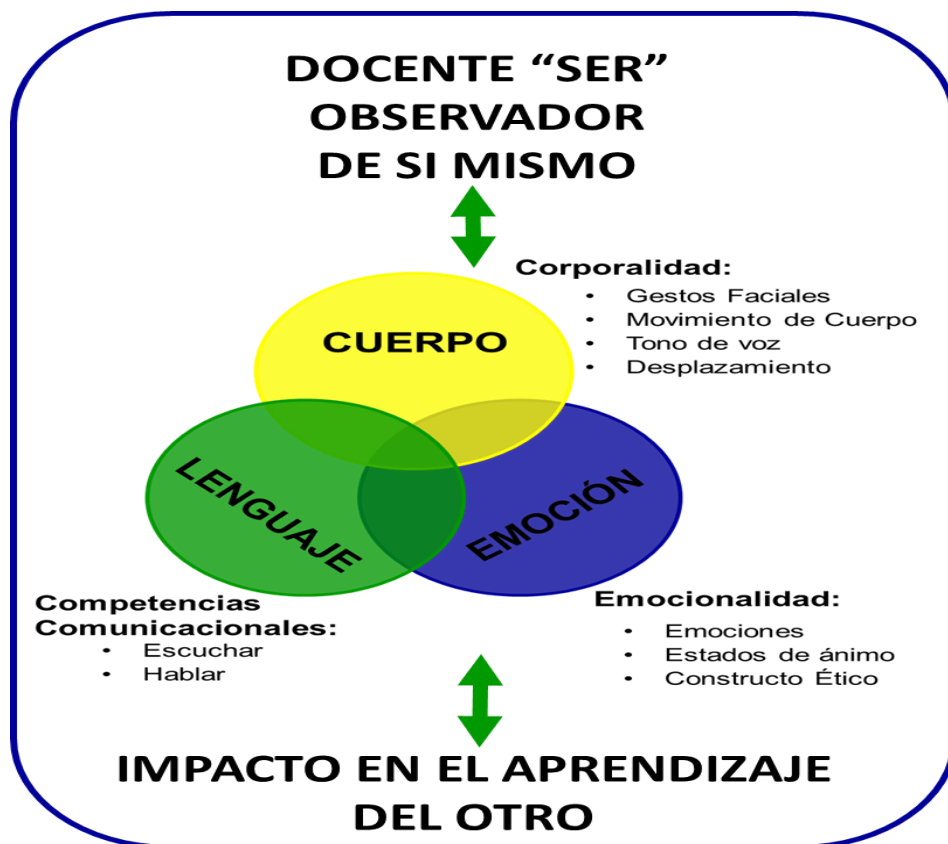 DOCENTE “SER”
OBSERVADOR
DE SI MISMO
Corporalidad:
• Gestos Faciales
• Movimiento de Cuerpo
• Tono de voz
• Desplazamiento
CUERPO
LENGUAJE
EMOCIÓN
Competencias
Comunicacionales:
• Escuchar
• Hablar
Emocionalidad:
• Emociones
• Estados de ánimo
• Constructo Ético
IMPACTO EN EL APRENDIZAJE
DEL OTRO